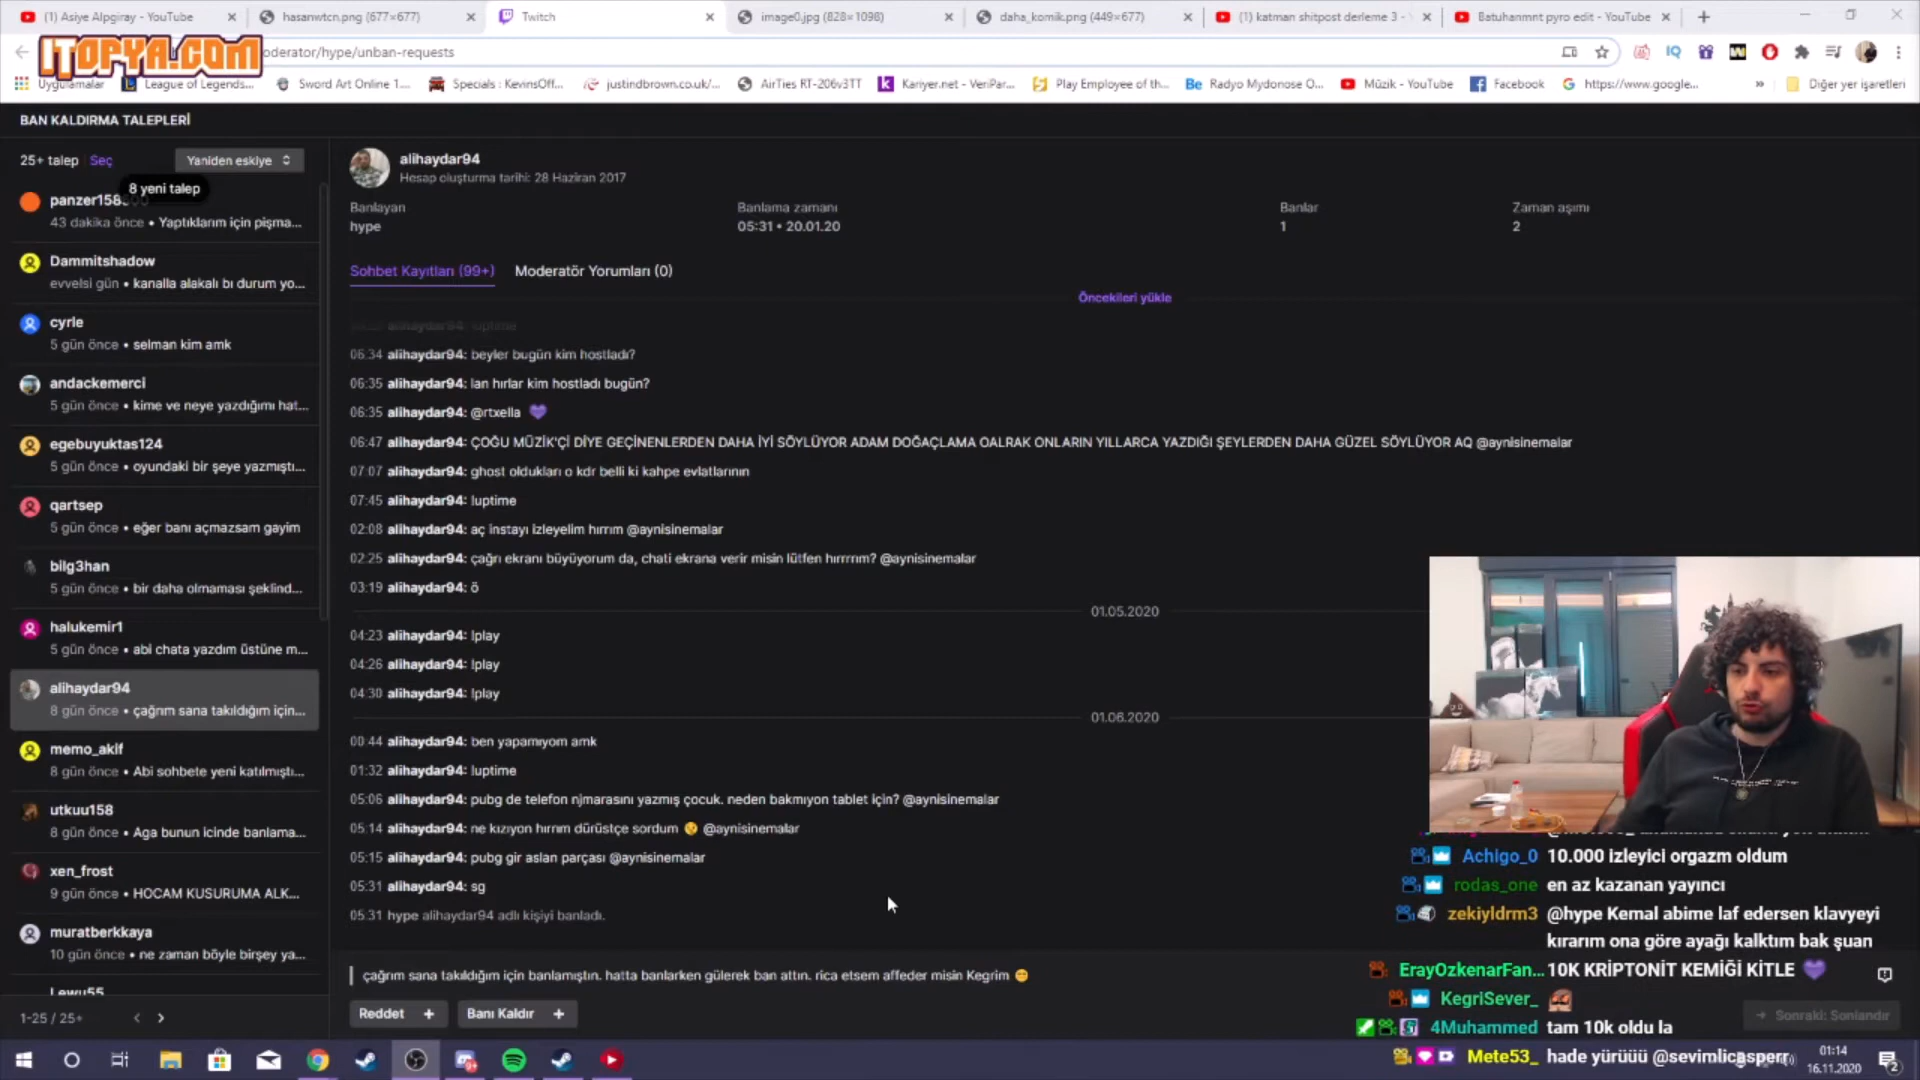 (1) Asiye Alpgiray - YouTube
hasanwtcn.png (677×677)
Twitch
image0.jpg (828×1098)
daha_komik.png (449×677)
(1) katman shitpost derleme 3 -
Batuhanmnt pyro edit - YouTube
ITOPYA.COM
oderator/hype/unban-requests
Uygulamalar
League of Legends...
Sword Art Online 1...
Specials : KevinsOff...
justindbrown.co.uk/...
AirTies RT-206v3TT
Kariyer.net - VeriPar...
Play Employee of th...
Radyo Mydonose O...
Müzik - YouTube
Facebook
https://www.google...
Diğer yer işaretleri
BAN KALDIRMA TALEPLERİ
25+ talep Seç
Yaniden eskiye
8 yeni talep
43 dakika önce • Yaptıklarım için pişma...
Dammitshadow
evvelsi gün • kanalla alakalı bı durum yo...
cyrle
5 gün önce • selman kim amk
andackemerci
5 gün önce • kime ve neye yazdığımı hat...
egebuyuktas124
5 gün önce • oyundaki bir şeye yazmıştı...
qartsep
5 gün önce • eğer banı açmazsam gayim
bilg3han
5 gün önce • bir daha olmaması şeklind...
halukemir1
5 gün önce • abi chata yazdım üstüne m...
alihaydar94
8 gün önce • çağrım sana takıldığım için...
memo_akif
8 gün önce • Abi sohbete yeni katılmıştı...
utkuu158
8 gün önce • Aga bunun icinde banlama...
xen_frost
9 gün önce • HOCAM KUSURUMA ALK...
muratberkkaya
10 gün önce • ne zaman böyle birşey ya...
Lewu55
1-25 / 25+
alihaydar94
Hesap oluşturma tarihi: 28 Haziran 2017
Banlayan
hype
Banlama zamanı
05:31 • 20.01.20
Banlar
1
Zaman aşımı
2
Sohbet Kayıtları (99+)
Moderatör Yorumları (0)
Öncekileri yükle
06:34 alihaydar94: beyler bugün kim hostladı?
06:35 alihaydar94: lan hırlar kim hostladı bugün?
06:35 alihaydar94: @rtxella 💜
06:47 alihaydar94: ÇOĞU MÜZİK'Çİ DİYE GEÇİNENLERDEN DAHA İYİ SÖYLÜYOR ADAM DOĞAÇLAMA OALRAK ONLARIN YILLARCA YAZDIĞI ŞEYLERDEN DAHA GÜZEL SÖYLÜYOR AQ @aynisinemalar
07:07 alihaydar94: ghost oldukları o kdr belli ki kahpe evlatlarının
07:45 alihaydar94: !uptime
02:08 alihaydar94: aç instayı izleyelim hırrım @aynisinemalar
02:25 alihaydar94: çağrı ekranı büyüyorum da, chati ekrana verir misin lütfen hırrrrım? @aynisinemalar
03:19 alihaydar94: ö
01.05.2020
04:23 alihaydar94: !play
04:26 alihaydar94: !play
04:30 alihaydar94: !play
01.06.2020
00:44 alihaydar94: ben yapamıyom amk
01:32 alihaydar94: !uptime
05:06 alihaydar94: pubg de telefon njmarasını yazmış çocuk. neden bakmıyon tablet için? @aynisinemalar
05:14 alihaydar94: ne kızıyon hırrım dürüstçe sordum @aynisinemalar
05:15 alihaydar94: pubg gir aslan parçası @aynisinemalar
05:31 alihaydar94: sg
05:31 hype alihaydar94 adlı kişiyi banladı.
çağrım sana takıldığım için banlamıştın. hatta banlarken gülerek ban attın. rica etsem affeder misin Kegrim
Reddet +
Banı Kaldır +
Sonraki: Sonlandır
Achigo_0 10.000 izleyici orgazm oldum
rodas_one en az kazanan yayıncı
zekiyldrm3 @hype Kemal abime laf edersen klavyeyi
kırarım ona göre ayağı kalktım bak şuan
ErayOzkenarFan... 10K KRİPTONİT KEMİĞİ KİTLE 💜
KegriSever_
4Muhammed tam 10k oldu la
Mete53_ hade yürüüü @sevimlicasperr
01:14
16.11.2020
2